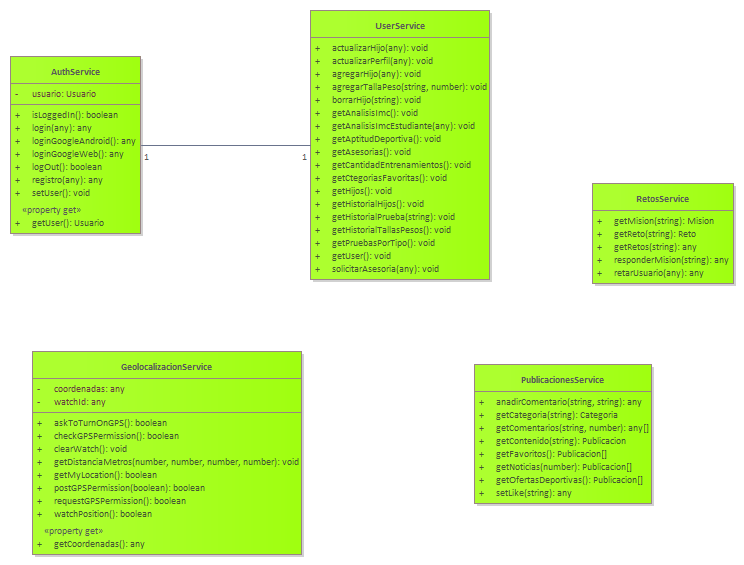 AuthService
- usuario: Usuario
+ isLoggedIn(): boolean
+ login(any): any
+ loginGoogleAndroid(): any
+ loginGoogleWeb(): any
+ logOut(): boolean
+ registro(any): any
+ setUser(): void
«property get»
+ getUser(): Usuario
1
1
UserService
+ actualizarHijo(any): void
+ actualizarPerfil(any): void
+ agregarHijo(any): void
+ agregarTallaPeso(string, number): void
+ borrarHijo(string): void
+ getAnalisisImc(): void
+ getAnalisisImcEstudiante(any): void
+ getAptitudDeportiva(): void
+ getAsesorias(): void
+ getCantidadEntrenamientos(): void
+ getCtegoriasFavoritas(): void
+ getHijos(): void
+ getHistorialHijos(): void
+ getHistorialPrueba(string): void
+ getHistorialTallasPesos(): void
+ getPruebasPorTipo(): void
+ getUser(): void
+ solicitarAsesoria(any): void
RetosService
+ getMision(string): Mision
+ getReto(string): Reto
+ getRetos(string): any
+ responderMision(string): any
+ retarUsuario(any): any
GeolocalizacionService
- coordenadas: any
- watchId: any
+ askToTurnOnGPS(): boolean
+ checkGPSPermission(): boolean
+ clearWatch(): void
+ getDistanciaMetros(number, number, number, number): void
+ getMyLocation(): boolean
+ postGPSPermission(boolean): boolean
+ requestGPSPermission(): boolean
+ watchPosition(): boolean
«property get»
+ getCoordenadas(): any
PublicacionesService
+ anadirComentario(string, string): any
+ getCategoria(string): Categoria
+ getComentarios(string, number): any[]
+ getContenido(string): Publicacion
+ getFavoritos(): Publicacion[]
+ getNoticias(number): Publicacion[]
+ getOfertasDeportivas(): Publicacion[]
+ setLike(string): any